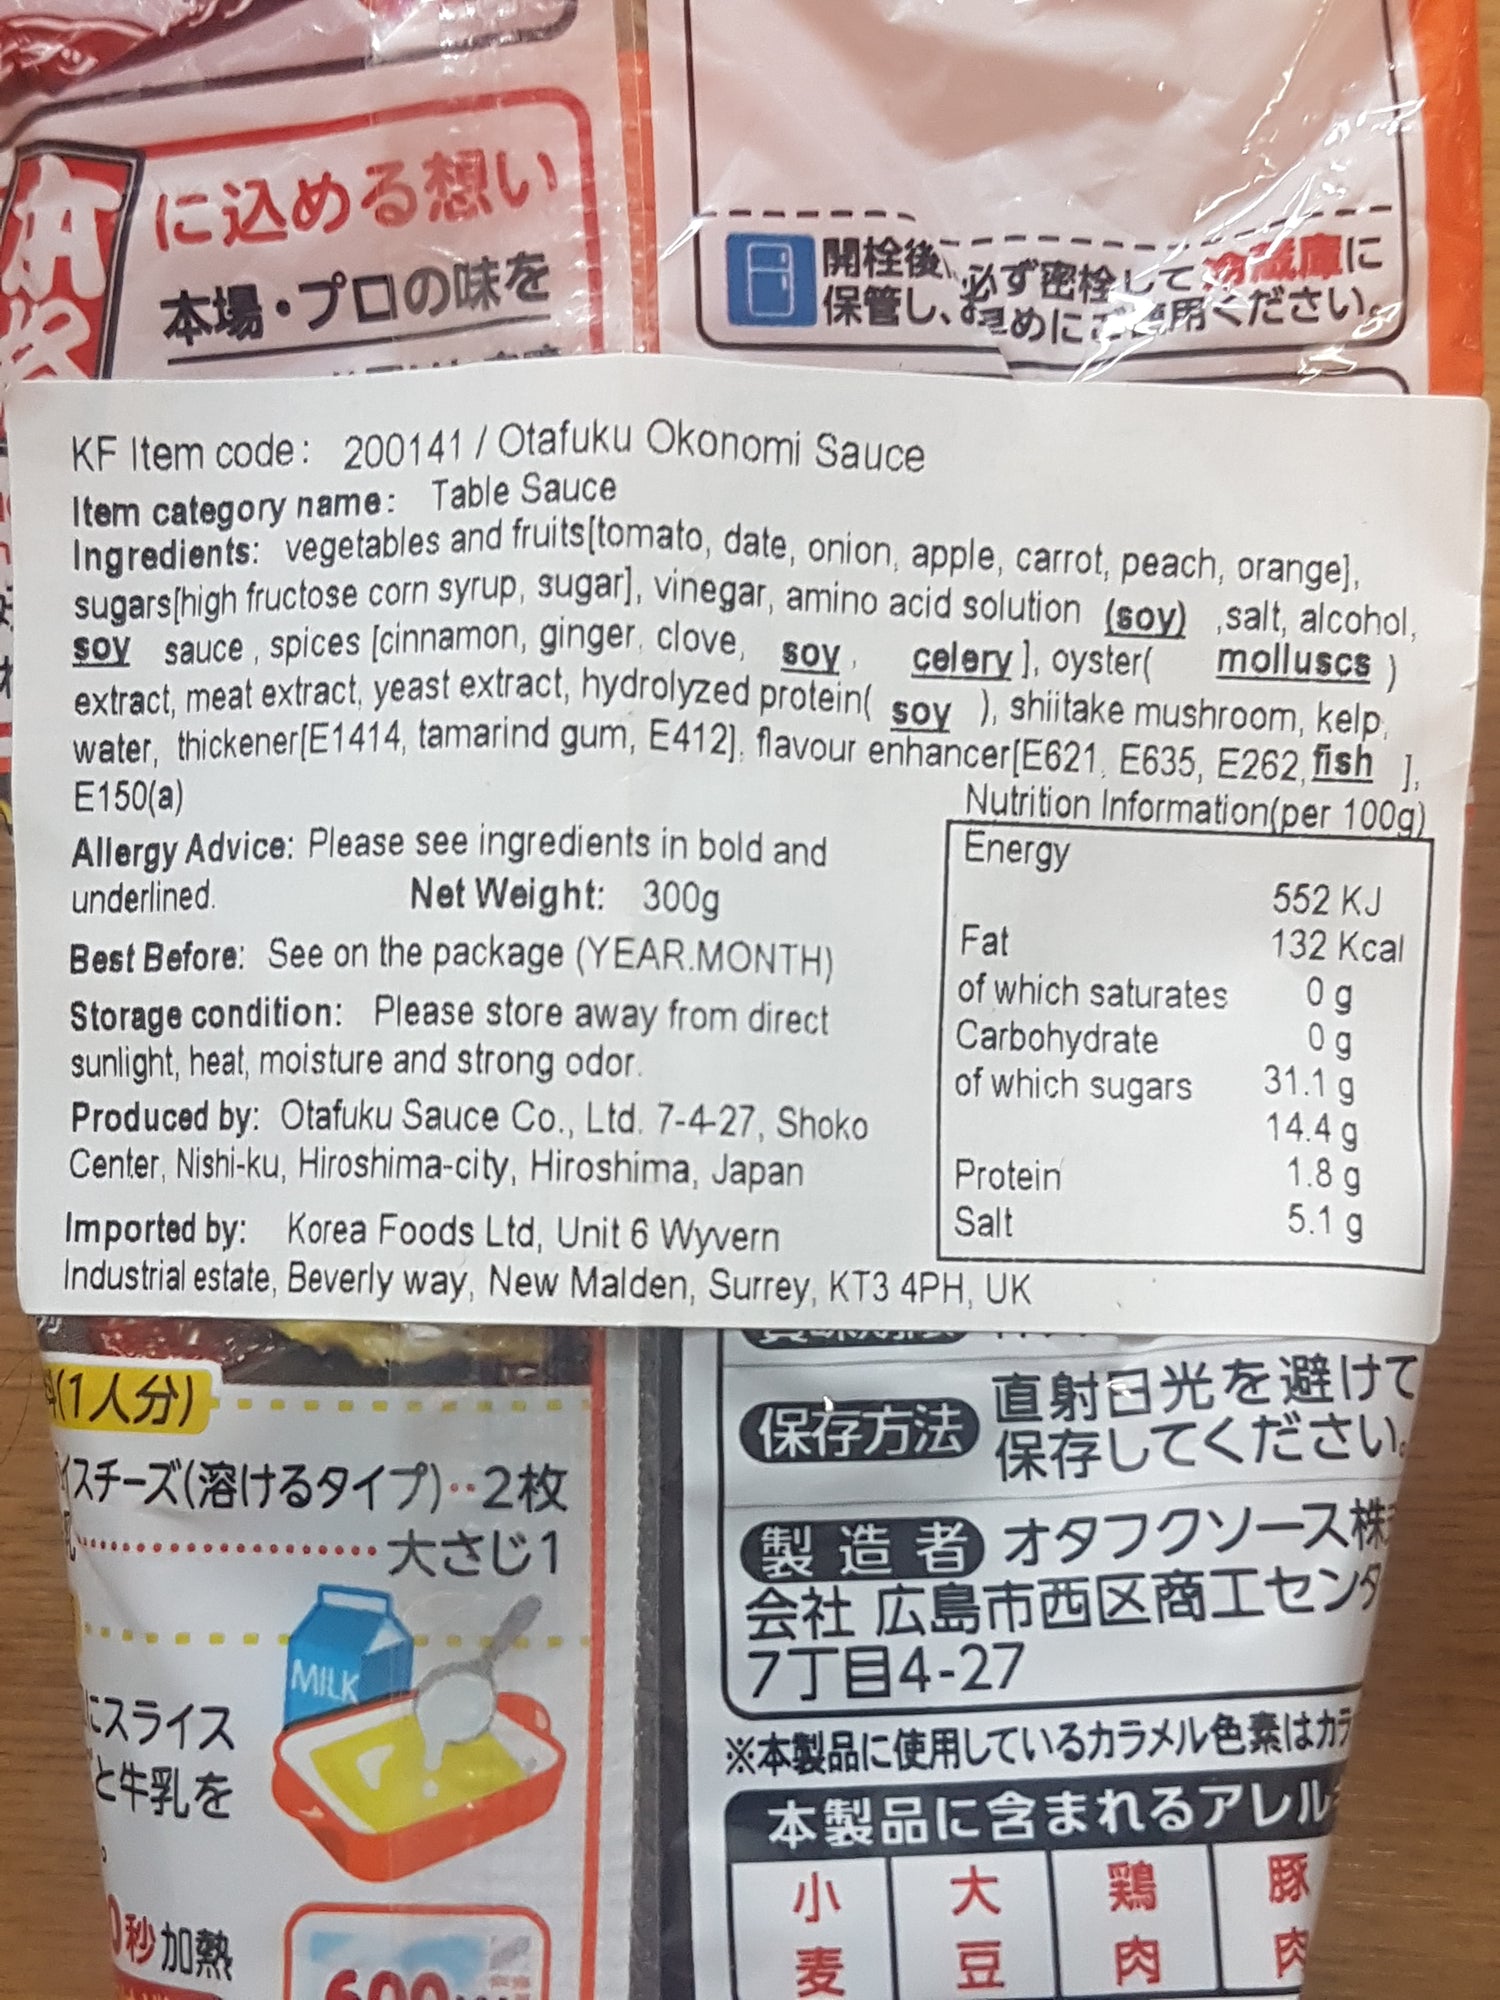 に込める想い
本場・プロの味を
開栓後、必ず密栓して冷蔵庫に
保管し、早めにご使用ください。
KF Item code: 200141 / Otafuku Okonomi Sauce
Item category name: Table Sauce
Ingredients: vegetables and fruits[tomato, date, onion, apple, carrot, peach, orange],
sugars[high fructose corn syrup, sugar], vinegar, amino acid solution (soy) ,salt, alcohol,
soy sauce , spices [cinnamon, ginger, clove, soy , celery ], oyster( molluscs )
extract, meat extract, yeast extract, hydrolyzed protein( soy ), shiitake mushroom, kelp,
water, thickener[E1414, tamarind gum, E412], flavour enhancer[E621, E635, E262, fish ],
E150(a)
Allergy Advice: Please see ingredients in bold and
underlined. Net Weight: 300g
Best Before: See on the package (YEAR.MONTH)
Storage condition: Please store away from direct
sunlight, heat, moisture and strong odor.
Produced by: Otafuku Sauce Co., Ltd. 7-4-27, Shoko
Center, Nishi-ku, Hiroshima-city, Hiroshima, Japan
Imported by: Korea Foods Ltd, Unit 6 Wyvern
Industrial estate, Beverly way, New Malden, Surrey, KT3 4PH, UK
Nutrition Information(per 100g)
Energy
552 KJ
Fat 132 Kcal
of which saturates 0 g
Carbohydrate 0 g
of which sugars 31.1 g
14.4 g
Protein 1.8 g
Salt 5.1 g
(1人分)
イスチーズ(溶けるタイプ)‥2枚
大さじ1
MILK
にスライス
と牛乳を
秒加熱
600
保存方法 直射日光を避けて
保存してください。
製造者 オタフクソース株式
会社 広島市西区商工センタ
7丁目4-27
※本製品に使用しているカラメル色素はカラ
本製品に含まれるアレル
小麦 大豆 鶏肉 豚肉